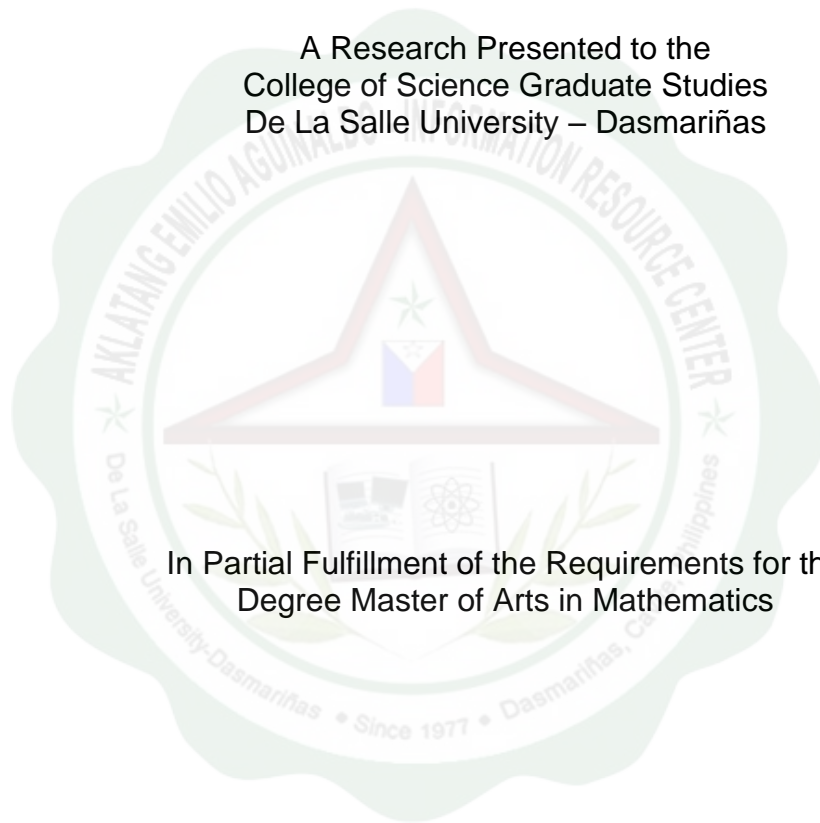 A Research Presented to the
College of Science Graduate Studies
De La Salle University – Dasmariñas
AKLATANG EMILIO AGUINALDO - INFORMATION RESOURCE CENTER
De La Salle University-Dasmariñas • Since 1977 • Dasmariñas, Cavite, Philippines
In Partial Fulfillment of the Requirements for th
Degree Master of Arts in Mathematics